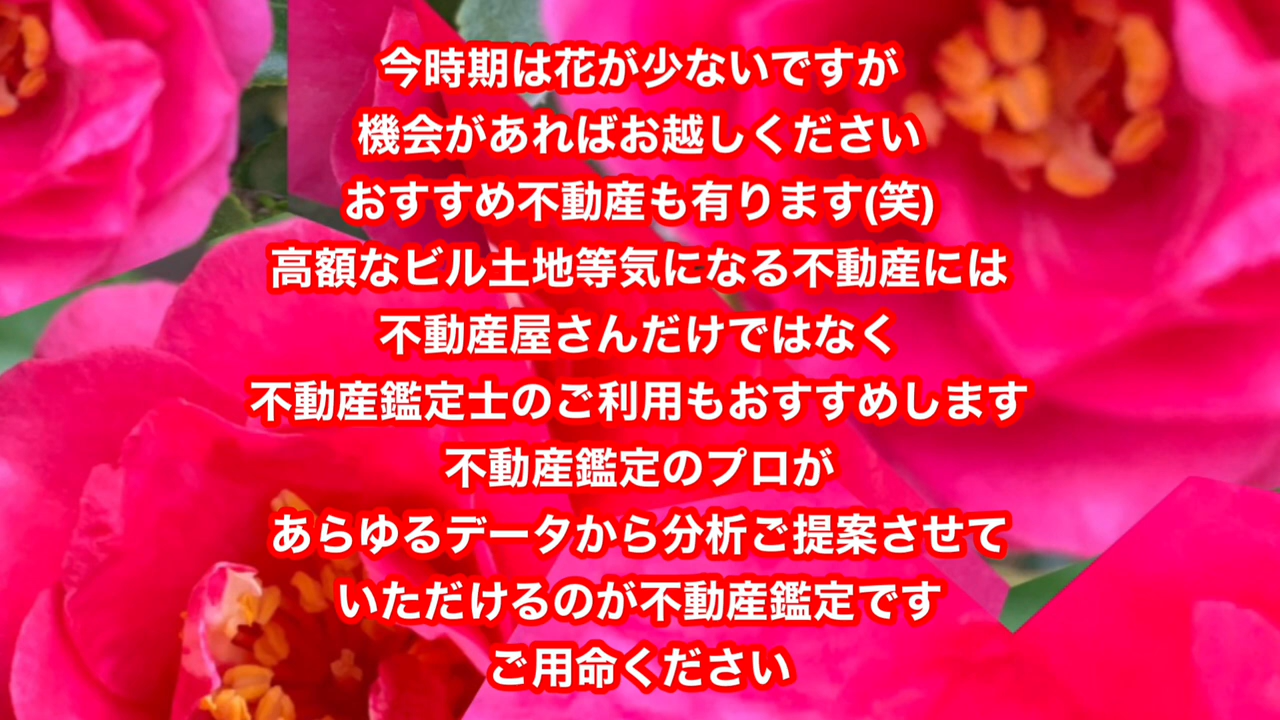 今時期は花が少ないですが
機会があればお越しください
おすすめ不動産も有ります(笑)
高額なビル土地等気になる不動産には
不動産屋さんだけではなく
不動産鑑定士のご利用もおすすめします
不動産鑑定のプロが
あらゆるデータから分析ご提案させて
いただけるのが不動産鑑定です
ご用命ください